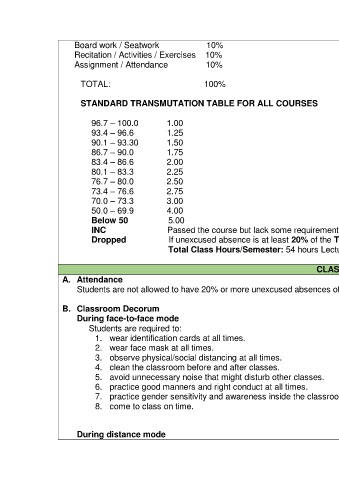 Board work / Seatwork 10%
Recitation / Activities / Exercises 10%
Assignment / Attendance 10%
TOTAL: 100%
STANDARD TRANSMUTATION TABLE FOR ALL COURSES
96.7 – 100.0 1.00
93.4 – 96.6 1.25
90.1 – 93.30 1.50
86.7 – 90.0 1.75
83.4 – 86.6 2.00
80.1 – 83.3 2.25
76.7 – 80.0 2.50
73.4 – 76.6 2.75
70.0 – 73.3 3.00
50.0 – 69.9 4.00
Below 50 5.00
INC Passed the course but lack some requirement
Dropped If unexcused absence is at least 20% of the T
Total Class Hours/Semester: 54 hours Lectu
CLAS
A. Attendance
Students are not allowed to have 20% or more unexcused absences of
B. Classroom Decorum
During face-to-face mode
Students are required to:
1. wear identification cards at all times.
2. wear face mask at all times.
3. observe physical/social distancing at all times.
4. clean the classroom before and after classes.
5. avoid unnecessary noise that might disturb other classes.
6. practice good manners and right conduct at all times.
7. practice gender sensitivity and awareness inside the classroo
8. come to class on time.
During distance mode